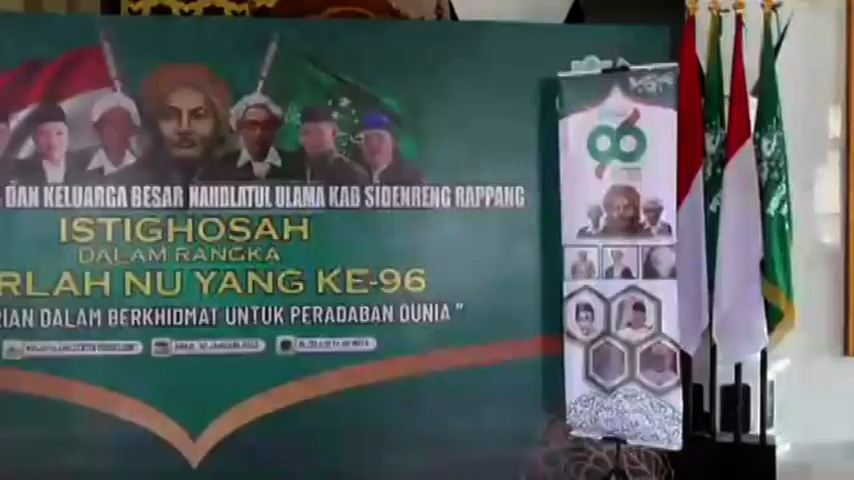 DAN KELUARGA BESAR NAHDLATUL ULAMA KAB SIDENRENG RAPPANG
ISTIGHOSAH
DALAM RANGKA
RLAH NU YANG KE-96
RIAN DALAM BERKHIDMAT UNTUK PERADABAN DUNIA "
96